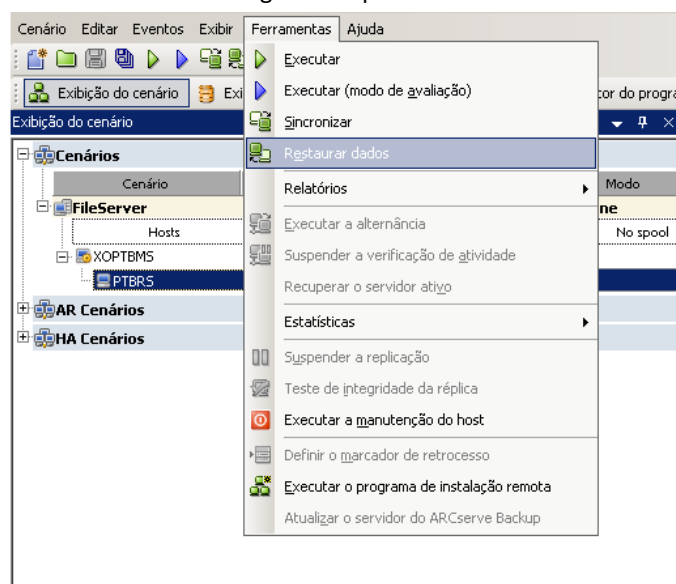 Cenário Editar Eventos Exibir Ferramentas Ajuda
Exibição do cenário
Exibição do cenário
Cenários
Cenário
Modo
FileServer
Hosts
No spool
XOPTBMS
PTBRS
AR Cenários
HA Cenários
Executar
Executar (modo de avaliação)
Sincronizar
Restaurar dados
Relatórios
Executar a alternância
Suspender a verificação de atividade
Recuperar o servidor ativo
Estatísticas
Suspender a replicação
Teste de integridade da réplica
Executar a manutenção do host
Definir o marcador de retrocesso
Executar o programa de instalação remota
Atualizar o servidor do ARCserve Backup